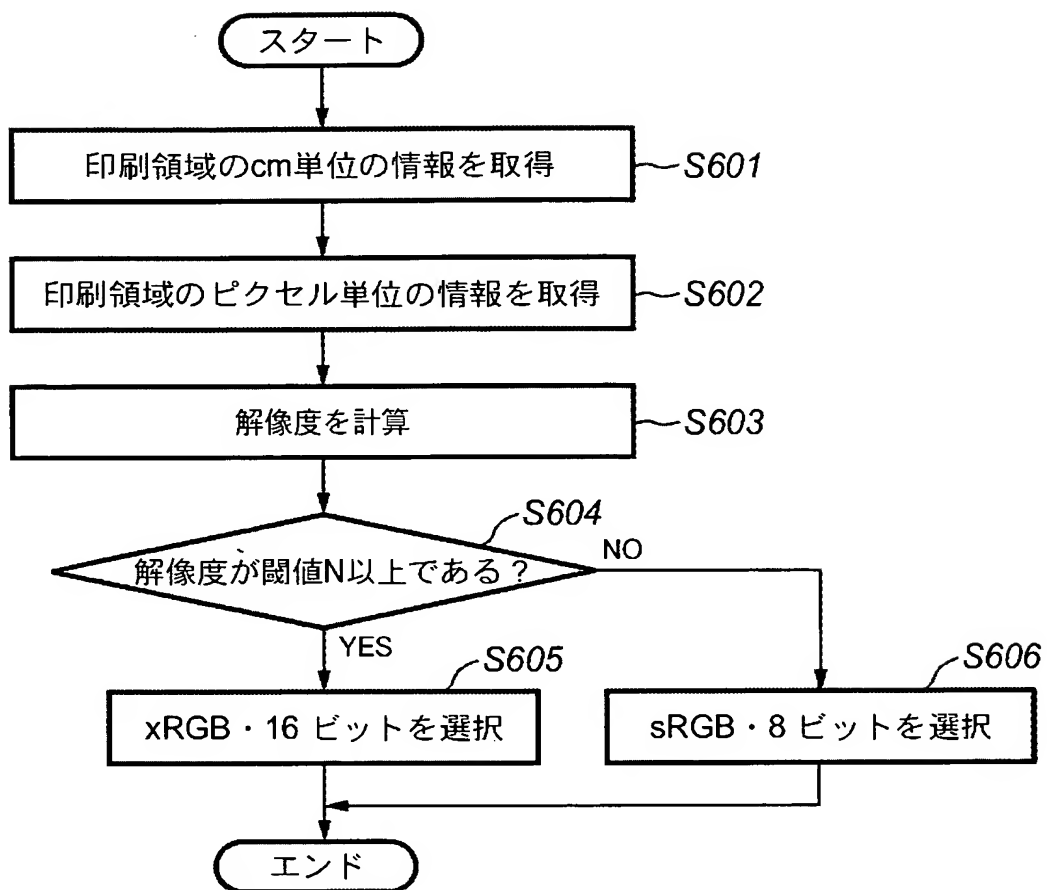 スタート
印刷領域のcm単位の情報を取得
S601
印刷領域のピクセル単位の情報を取得
S602
解像度を計算
S603
S604
解像度が閾値N以上である？
NO
YES
S605
xRGB・16 ビットを選択
S606
sRGB・8 ビットを選択
エンド